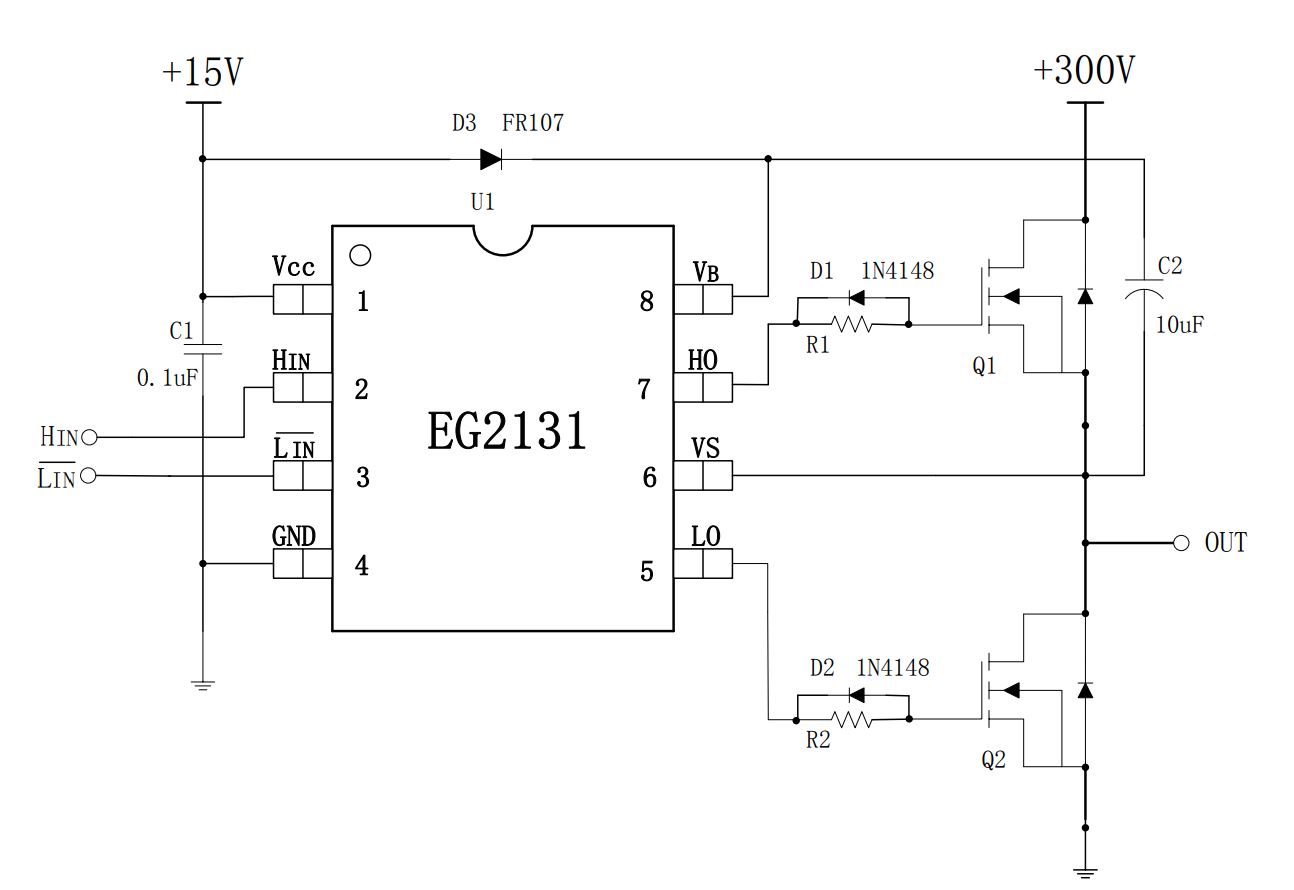 +15V
+300V
D3 FR107
U1
Vcc
1
VB
8
D1 1N4148
C2
10uF
C1
0.1uF
R1
HIN
2
HO
7
Q1
EG2131
HIN
LIN
3
VS
6
LIN
GND
4
LO
5
OUT
D2 1N4148
R2
Q2